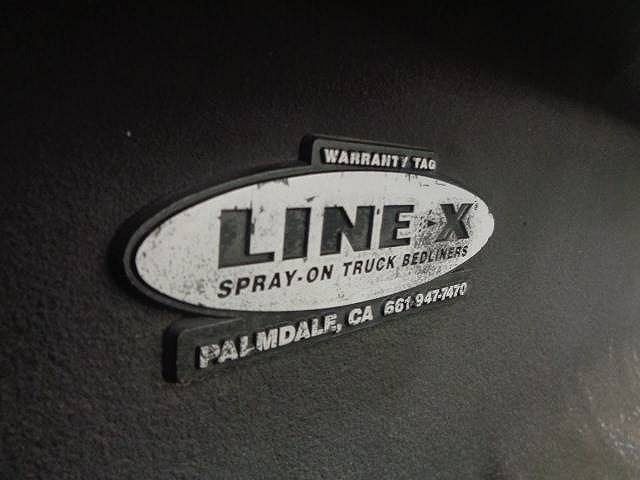 WARRANTY TAG
LINE-X
SPRAY-ON TRUCK BEDLINERS
PALMDALE, CA 661-947-7470